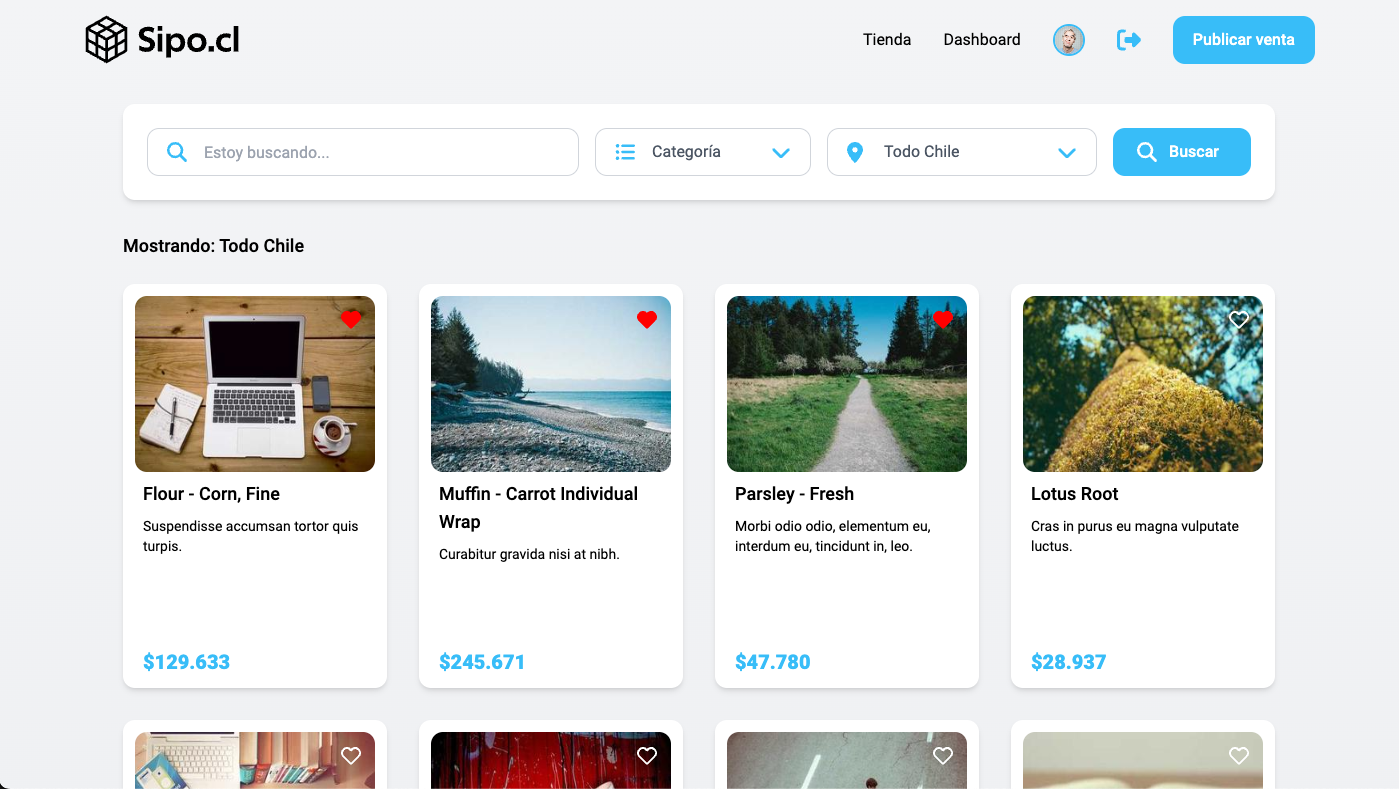 Sipo.cl
Tienda
Dashboard
Publicar venta
Estoy buscando...
Categoría
Todo Chile
Buscar
Mostrando: Todo Chile
Flour - Corn, Fine
Suspendisse accumsan tortor quis
turpis.
$129.633
Muffin - Carrot Individual
Wrap
Curabitur gravida nisi at nibh.
$245.671
Parsley - Fresh
Morbi odio odio, elementum eu,
interdum eu, tincidunt in, leo.
$47.780
Lotus Root
Cras in purus eu magna vulputate
luctus.
$28.937